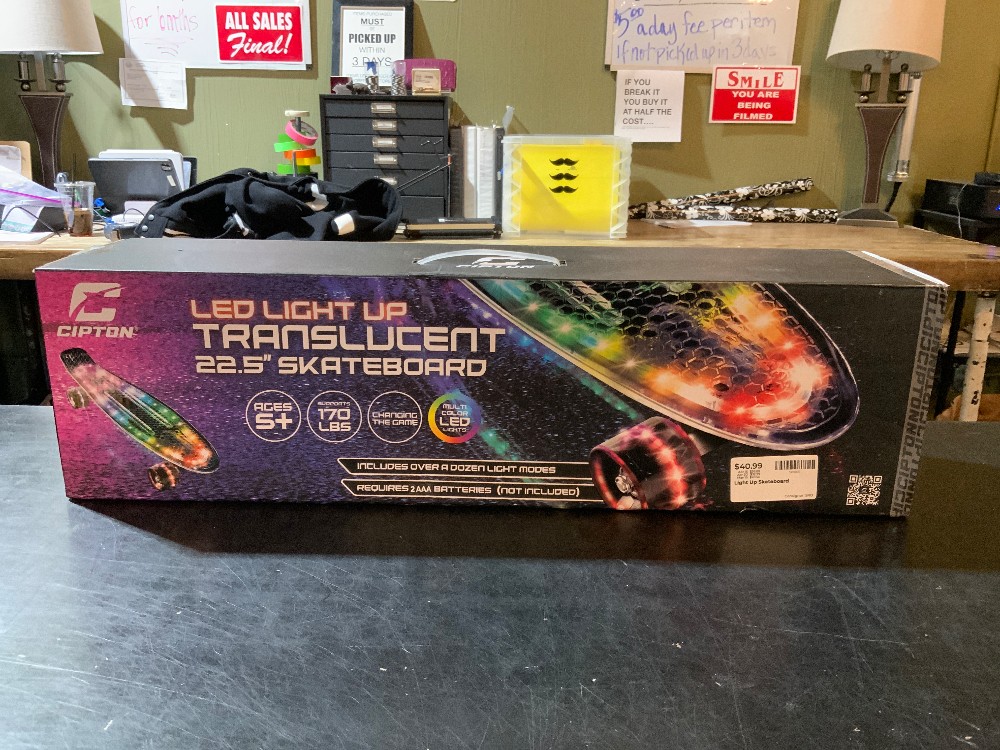 for booths
ALL SALES
Final!
MUST
BE
PICKED UP
WITHIN
3 DAYS
$5.00 a day fee per item
if not picked up in 3 days
IF YOU
BREAK IT
YOU BUY IT
AT HALF THE
COST....
SMILE
YOU ARE
BEING
FILMED
CIPTON
CIPTON
LED LIGHT UP
TRANSLUCENT
22.5" SKATEBOARD
AGES
5+
SUPPORTS
170
LBS
CHANGING
THE GAME
MULTI
COLOR
LED
LIGHTS
INCLUDES OVER A DOZEN LIGHT MODES
REQUIRES 2 AAA BATTERIES (NOT INCLUDED)
$40.99
Light Up Skateboard
CIPTON